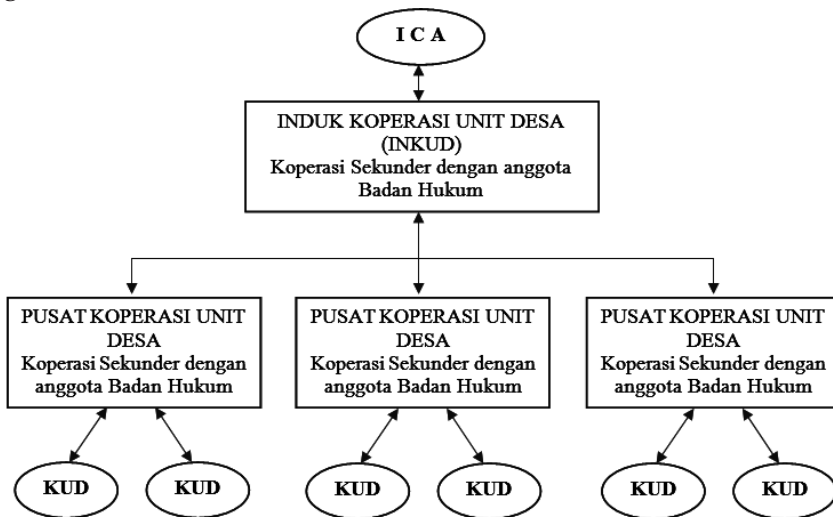 I C A
INDUK KOPERASI UNIT DESA
(INKUD)
Koperasi Sekunder dengan anggota
Badan Hukum
PUSAT KOPERASI UNIT
DESA
Koperasi Sekunder dengan
anggota Badan Hukum
PUSAT KOPERASI UNIT
DESA
Koperasi Sekunder dengan
anggota Badan Hukum
PUSAT KOPERASI UNIT
DESA
Koperasi Sekunder dengan
anggota Badan Hukum
KUD
KUD
KUD
KUD
KUD
KUD